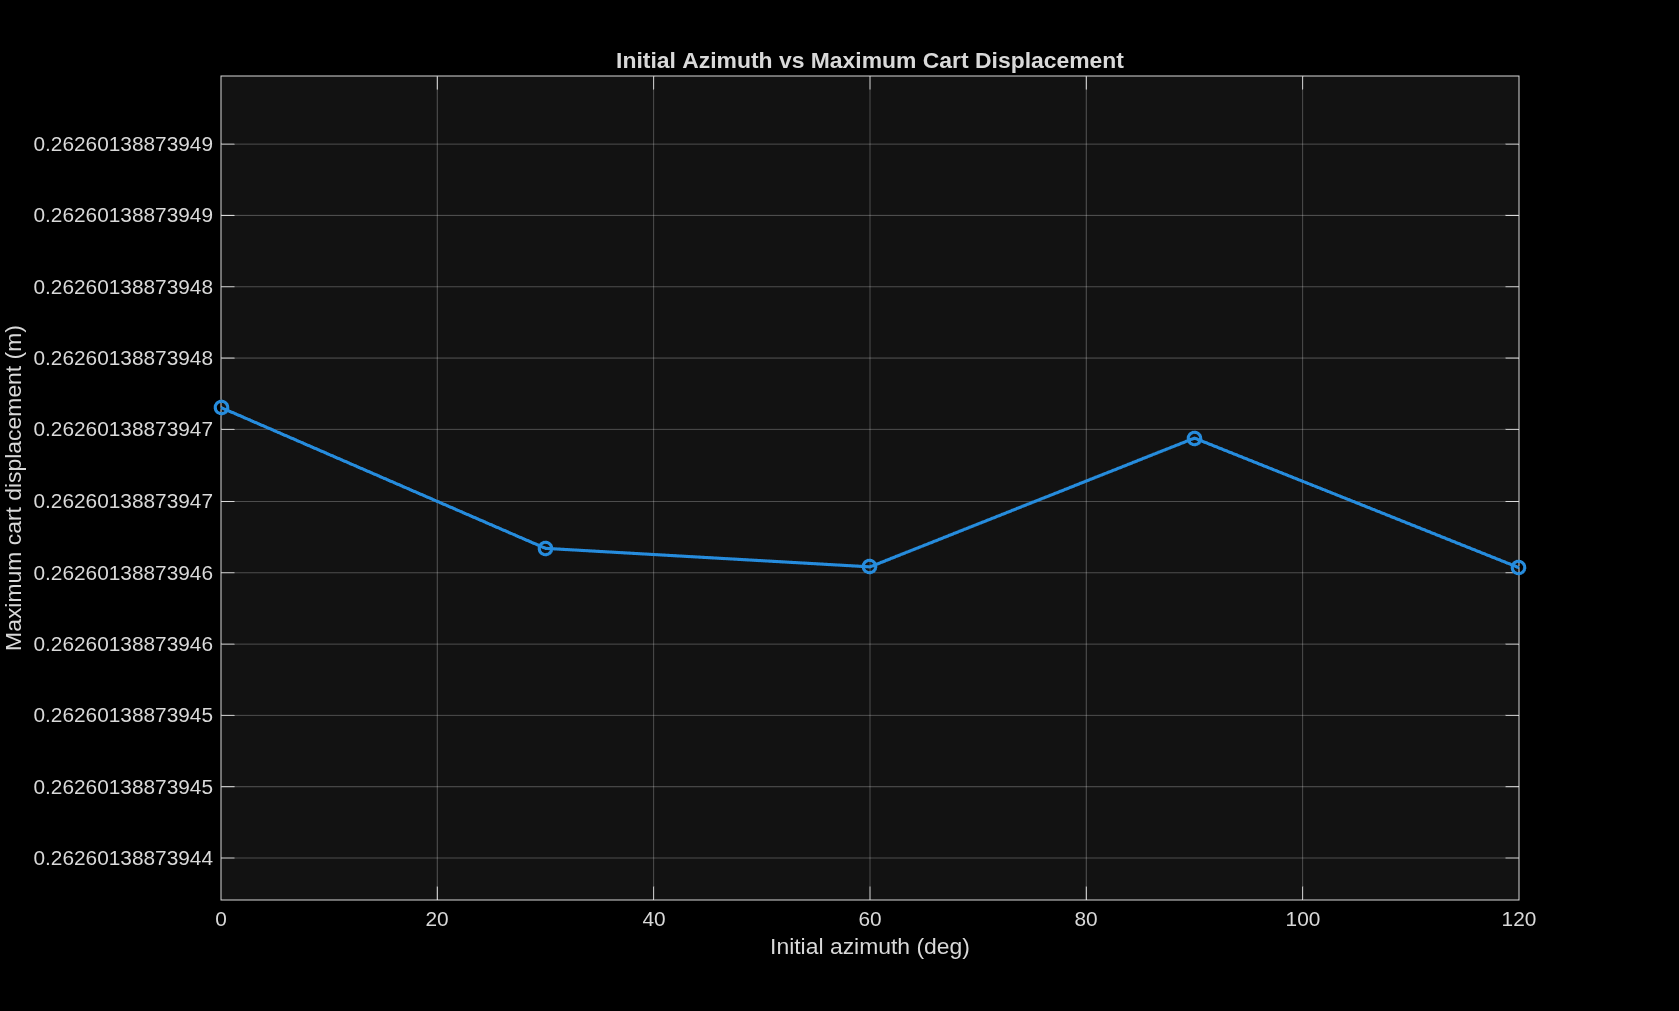 Initial Azimuth vs Maximum Cart Displacement
0.26260138873949
0.26260138873949
0.26260138873948
0.26260138873948
0.26260138873947
0.26260138873947
0.26260138873946
0.26260138873946
0.26260138873945
0.26260138873945
0.26260138873944
Maximum cart displacement (m)
0 20 40 60 80 100 120
Initial azimuth (deg)